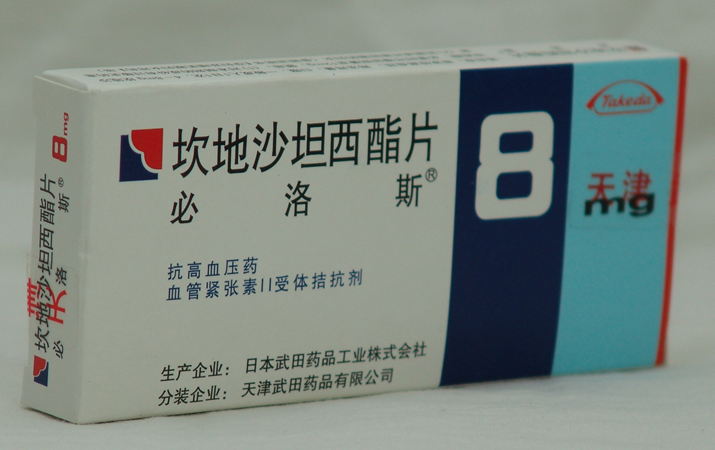 坎地沙坦西酯片
必洛斯®
抗高血压药
血管紧张素II受体拮抗剂
生产企业：日本武田药品工业株式会社
分装企业：天津武田药品有限公司
8
mg
Takeda
天津
坎地沙坦西酯片 8mg
必洛斯®